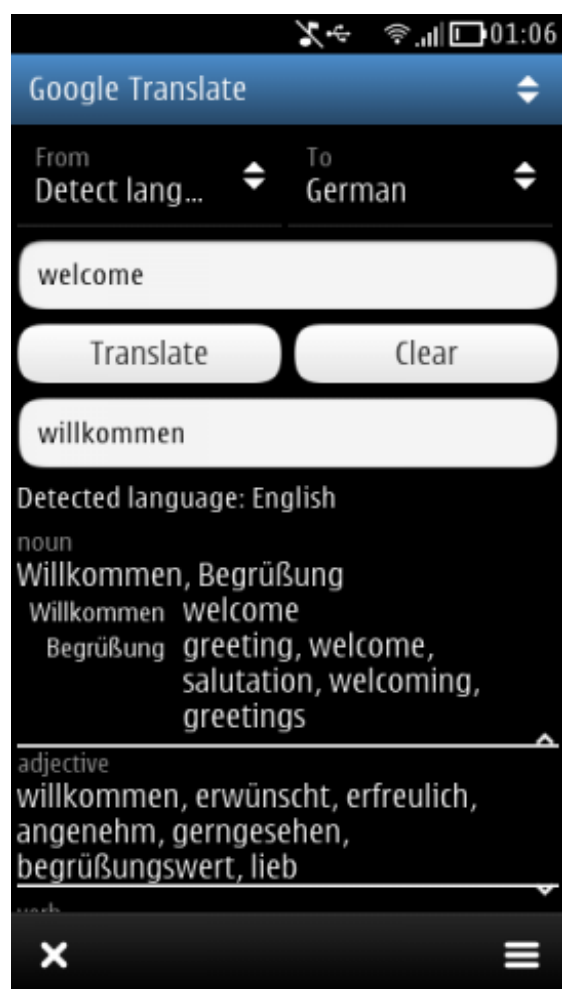 01:06
Google Translate
From
Detect lang...
To
German
welcome
Translate
Clear
willkommen
Detected language: English
noun
Willkommen, Begrüßung
Willkommen welcome
Begrüßung greeting, welcome,
salutation, welcoming,
greetings
adjective
willkommen, erwünscht, erfreulich,
angenehm, gerngesehen,
begrüßungswert, lieb